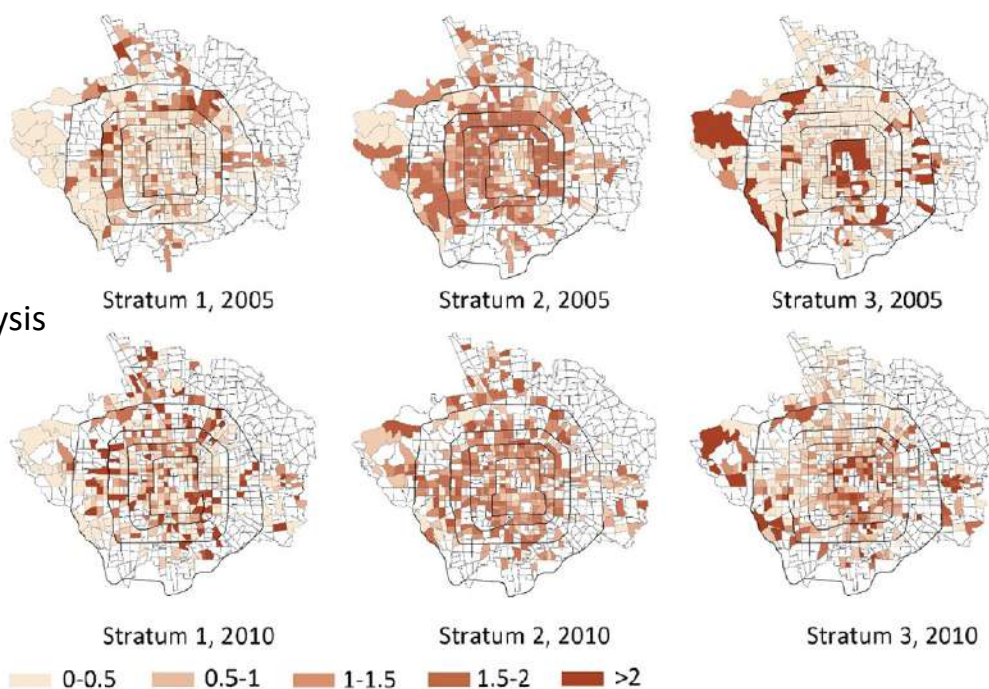 Stratum 1, 2005
Stratum 2, 2005
Stratum 3, 2005
ysis
Stratum 1, 2010
Stratum 2, 2010
Stratum 3, 2010
0-0.5
0.5-1
1-1.5
1.5-2
>2